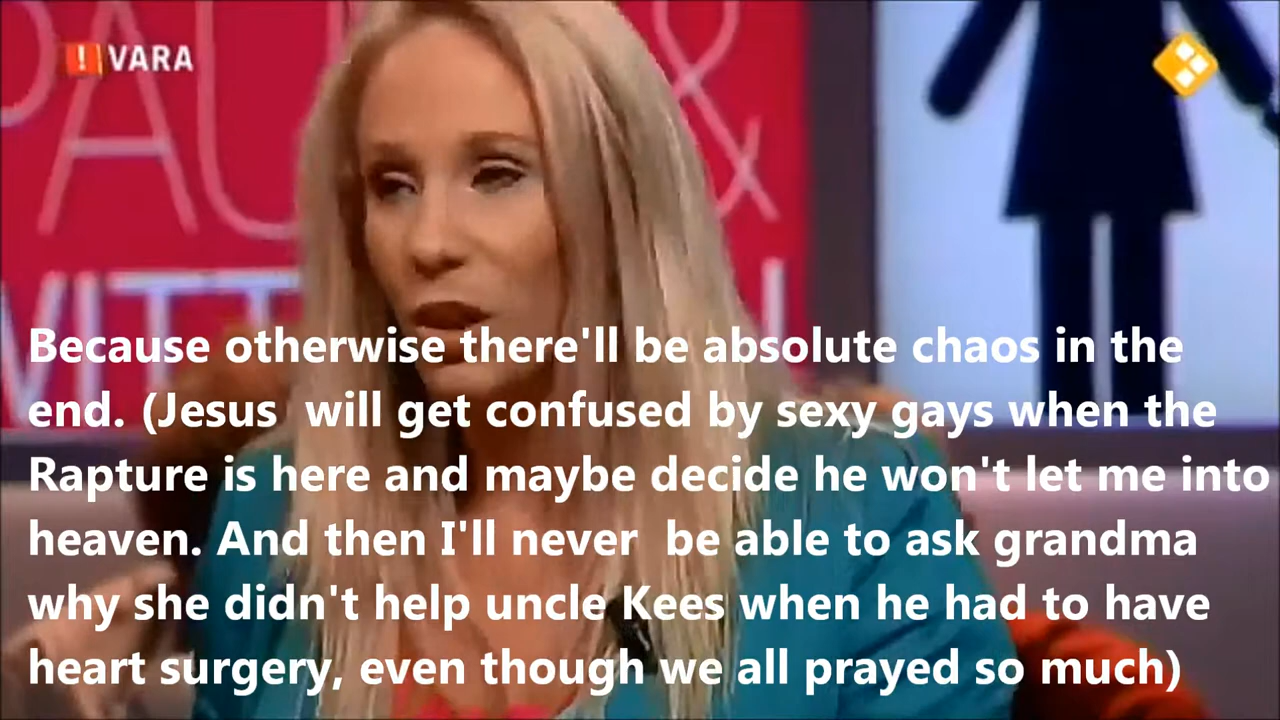 ! VARA
PAU &
WITT
Because otherwise there'll be absolute chaos in the
end. (Jesus will get confused by sexy gays when the
Rapture is here and maybe decide he won't let me into
heaven. And then I'll never be able to ask grandma
why she didn't help uncle Kees when he had to have
heart surgery, even though we all prayed so much)